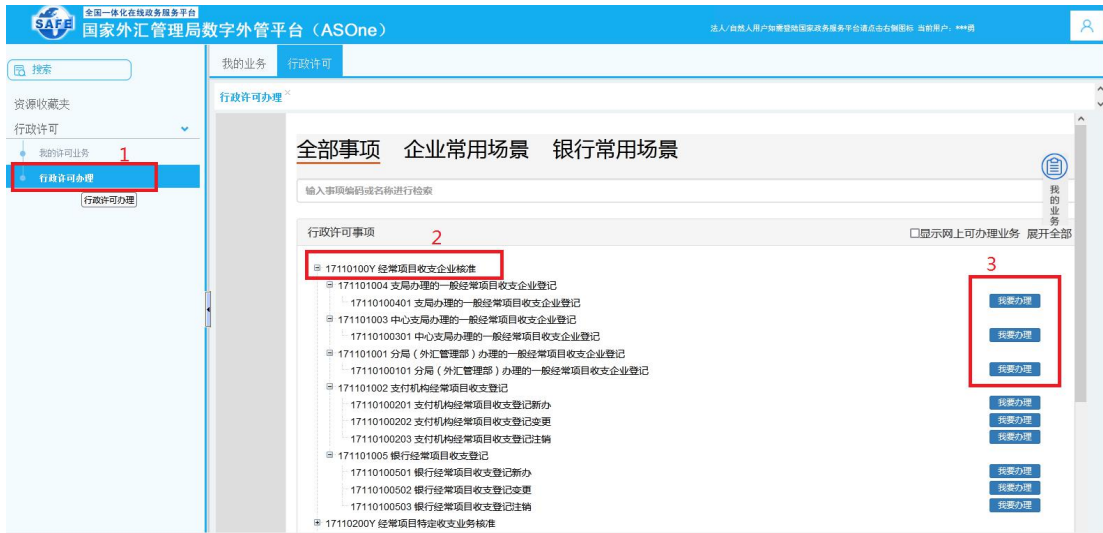 全国一体化在线政务服务平台
SAFE
国家外汇管理局数字外管平台（ASOne）
法人/自然人用户如需登陆国家政务服务平台请点击右侧图标 当前用户：***勇
搜索
我的业务 行政许可
资源收藏夹
行政许可办理
行政许可
我的许可业务
1
行政许可办理
行政许可办理
全部事项 企业常用场景 银行常用场景
输入事项编码或名称进行检索
我的业务
行政许可事项
2
显示网上可办理业务 展开全部
17110100Y 经常项目收支企业核准
3
171101004 支局办理的一般经常项目收支企业登记
17110100401 支局办理的一般经常项目收支企业登记 我要办理
171101003 中心支局办理的一般经常项目收支企业登记
17110100301 中心支局办理的一般经常项目收支企业登记 我要办理
171101001 分局（外汇管理部）办理的一般经常项目收支企业登记
17110100101 分局（外汇管理部）办理的一般经常项目收支企业登记 我要办理
171101002 支付机构经常项目收支登记
17110100201 支付机构经常项目收支登记新办 我要办理
17110100202 支付机构经常项目收支登记变更 我要办理
17110100203 支付机构经常项目收支登记注销 我要办理
171101005 银行经常项目收支登记
17110100501 银行经常项目收支登记新办 我要办理
17110100502 银行经常项目收支登记变更 我要办理
17110100503 银行经常项目收支登记注销 我要办理
17110200Y 经常项目特定收支业务核准